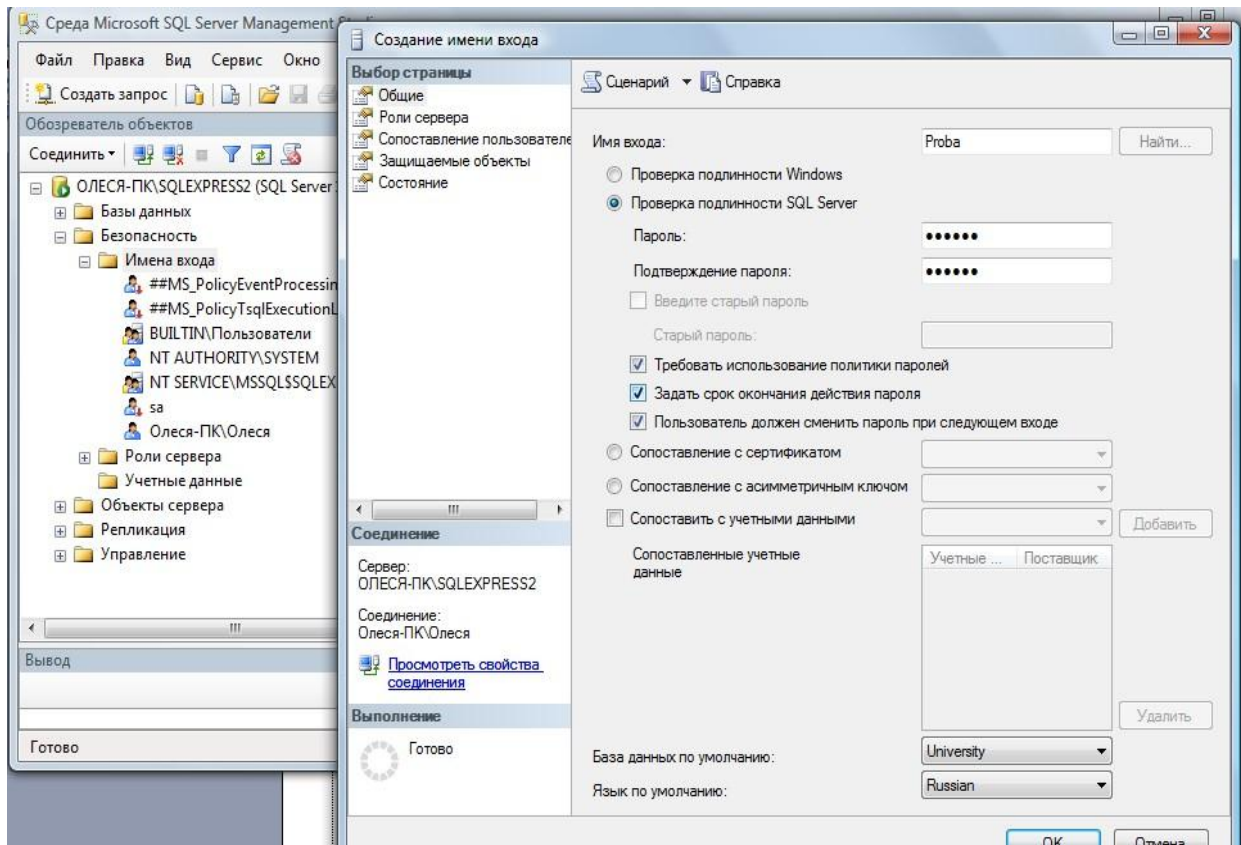 Среда Microsoft SQL Server Management
Файл Правка Вид Сервис Окно
Создать запрос
Обозреватель объектов
Соединить
ОЛЕСЯ-ПК\SQLEXPRESS2 (SQL Server
Базы данных
Безопасность
Имена входа
##MS_PolicyEventProcessin
##MS_PolicyTsqlExecutionL
BUILTIN\Пользователи
NT AUTHORITY\SYSTEM
NT SERVICE\MSSQL$SQLEX
sa
Олеся-ПК\Олеся
Роли сервера
Учетные данные
Объекты сервера
Репликация
Управление
Вывод
Готово
Создание имени входа
Выбор страницы
Общие
Роли сервера
Сопоставление пользователе
Защищаемые объекты
Состояние
Соединение
Сервер:
ОЛЕСЯ-ПК\SQLEXPRESS2
Соединение:
Олеся-ПК\Олеся
Просмотреть свойства
соединения
Выполнение
Готово
Сценарий Справка
Имя входа: Proba Найти...
Проверка подлинности Windows
Проверка подлинности SQL Server
Пароль: ●●●●●●
Подтверждение пароля: ●●●●●●
Введите старый пароль
Старый пароль:
Требовать использование политики паролей
Задать срок окончания действия пароля
Пользователь должен сменить пароль при следующем входе
Сопоставление с сертификатом
Сопоставление с асимметричным ключом
Сопоставить с учетными данными Добавить
Сопоставленные учетные
данные
Учетные ... Поставщик
Удалить
База данных по умолчанию: University
Язык по умолчанию: Russian
OK Отмена